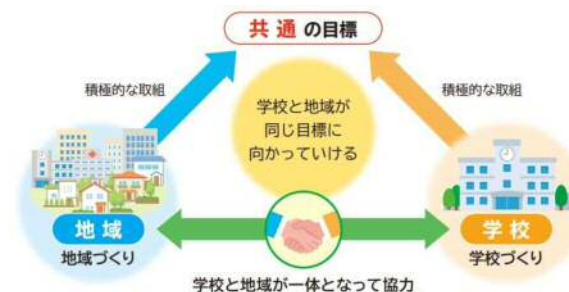 共通の目標
積極的な取組
積極的な取組
学校と地域が
同じ目標に
向かっていける
地域
地域づくり
学校
学校づくり
学校と地域が一体となって協力